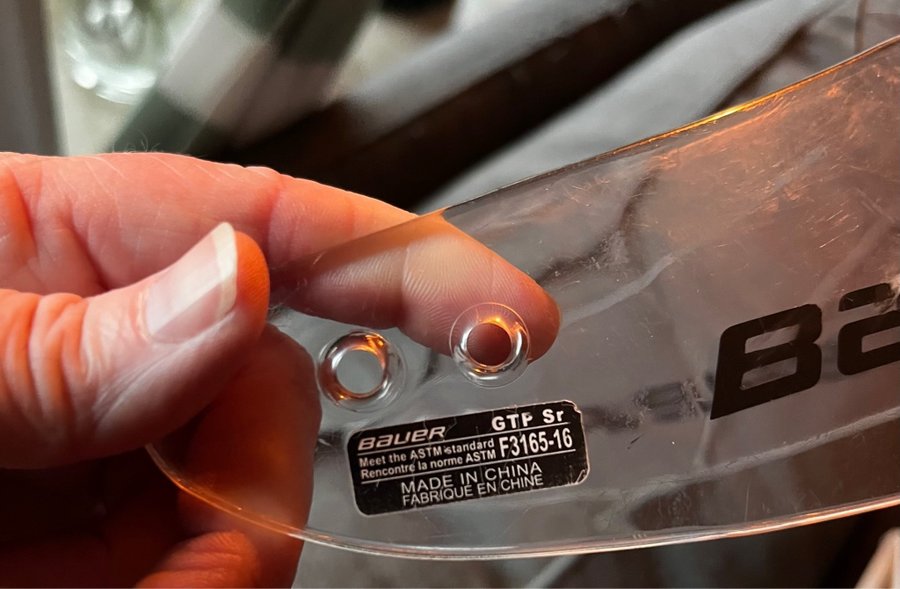 BAUER
GTP Sr
Meet the ASTM standard
Rencontre la norme ASTM
F3165-16
MADE IN CHINA
FABRIQUÉ EN CHINE
Ba